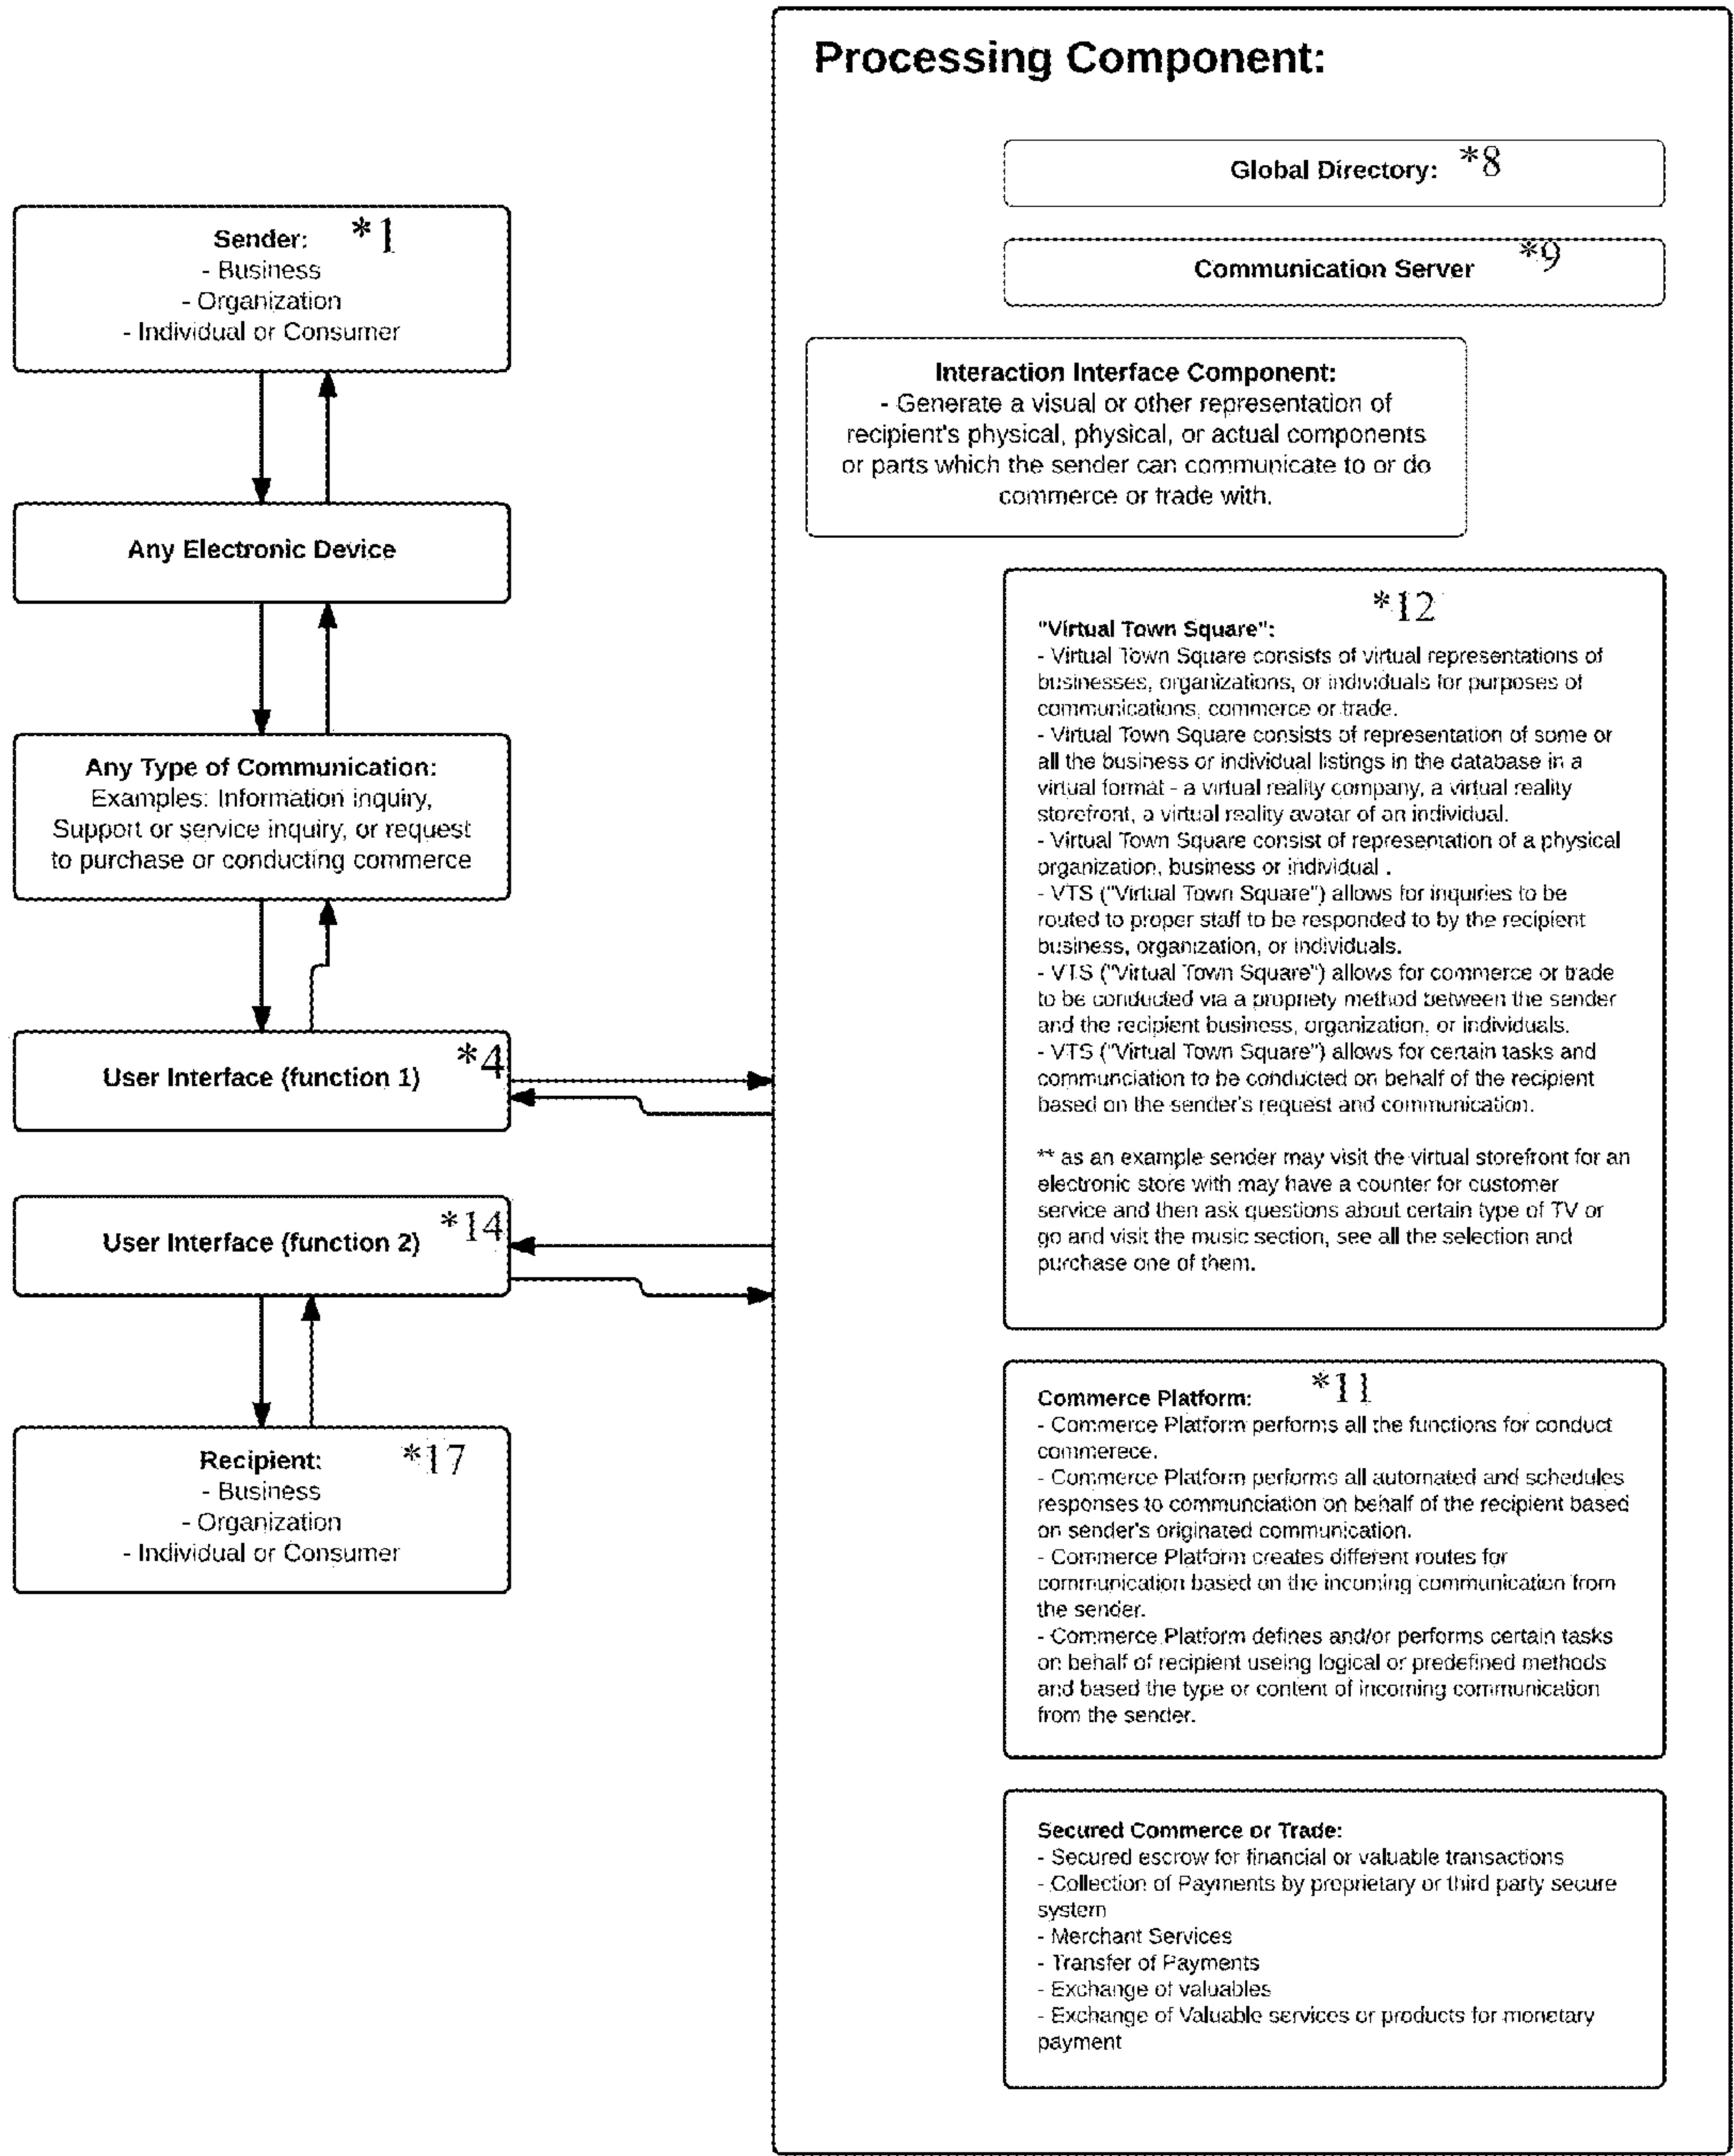 Processing Component:
Global Directory: *8
Communication Server *9
Interaction Interface Component:
- Generate a visual or other representation of
recipient's physical, physical, or actual components
or parts which the sender can communicate to or do
commerce or trade with.
Sender: *1
- Business
- Organization
- Individual or Consumer
Any Electronic Device
Any Type of Communication:
Examples: Information inquiry,
Support or service inquiry, or request
to purchase or conducting commerce
User Interface (function 1) *4
User Interface (function 2) *14
Recipient: *17
- Business
- Organization
- Individual or Consumer
*12
"Virtual Town Square":
- Virtual Town Square consists of virtual representations of
businesses, organizations, or individuals for purposes of
communications, commerce or trade.
- Virtual Town Square consists of representation of some or
all the business or individual listings in the database in a
virtual format - a virtual reality company, a virtual reality
storefront, a virtual reality avatar of an individual.
- Virtual Town Square consist of representation of a physical
organization, business or individual .
- VTS ("Virtual Town Square") allows for inquiries to be
routed to proper staff to be responded to by the recipient
business, organization, or individuals.
- VTS ("Virtual Town Square") allows for commerce or trade
to be conducted via a propriety method between the sender
and the recipient business, organization, or individuals.
- VTS ("Virtual Town Square") allows for certain tasks and
communciation to be conducted on behalf of the recipient
based on the sender's request and communication.
** as an example sender may visit the virtual storefront for an
electronic store with may have a counter for customer
service and then ask questions about certain type of TV or
go and visit the music section, see all the selection and
purchase one of them.
Commerce Platform: *11
- Commerce Platform performs all the functions for conduct
commerece.
- Commerce Platform performs all automated and schedules
responses to communciation on behalf of the recipient based
on sender's originated communication.
- Commerce Platform creates different routes for
communication based on the incoming communication from
the sender.
- Commerce Platform defines and/or performs certain tasks
on behalf of recipient useing logical or predefined methods
and based the type or content of incoming communication
from the sender.
Secured Commerce or Trade:
- Secured escrow for financial or valuable transactions
- Collection of Payments by proprietary or third party secure
system
- Merchant Services
- Transfer of Payments
- Exchange of valuables
- Exchange of Valuable services or products for monetary
payment